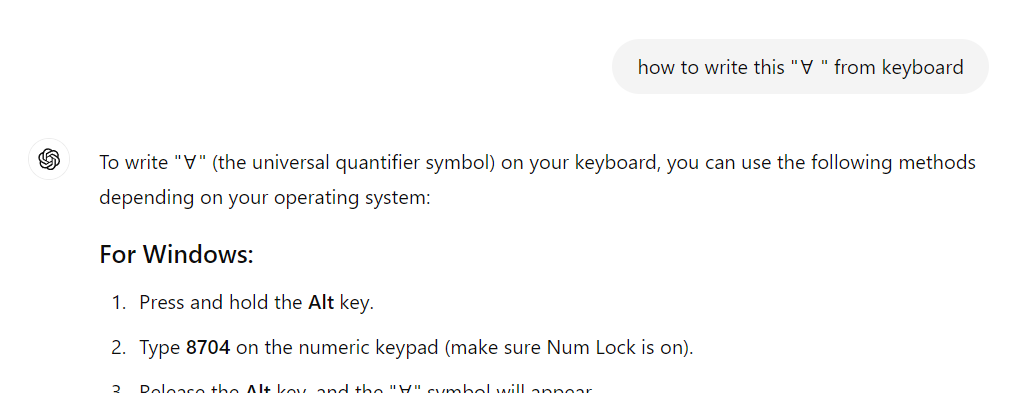 how to write this "∀ " from keyboard
To write "∀" (the universal quantifier symbol) on your keyboard, you can use the following methods
depending on your operating system:
For Windows:
1. Press and hold the Alt key.
2. Type 8704 on the numeric keypad (make sure Num Lock is on).
3. Release the Alt key, and the "∀" symbol will appear.